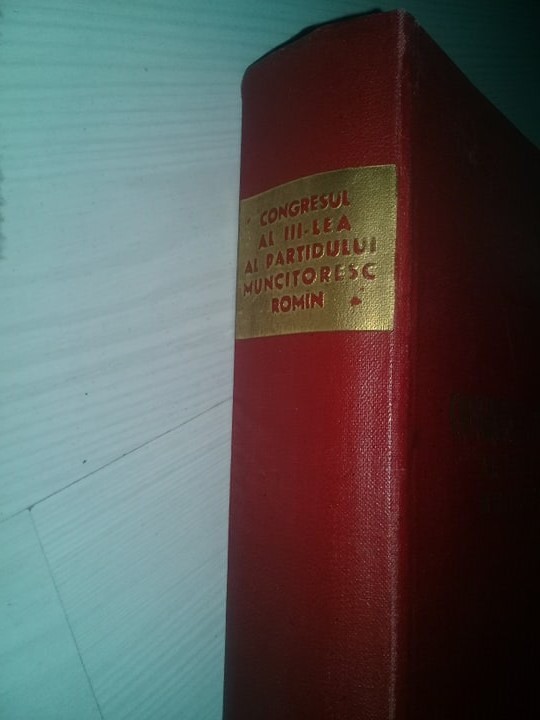 CONGRESUL
AL III-LEA
AL PARTIDULUI
MUNCITORESC
ROMIN